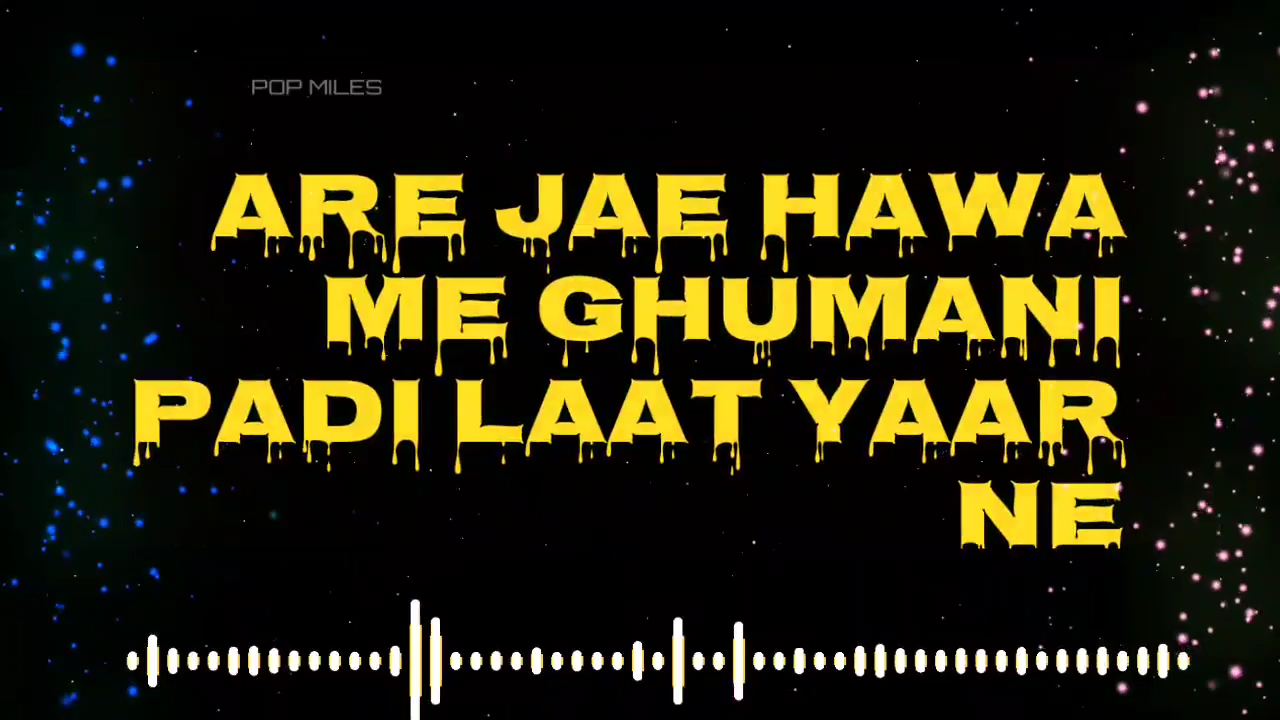 POP MILES
ARE JAE HAWA
ME GHUMANI
PADI LAAT YAAR
NE